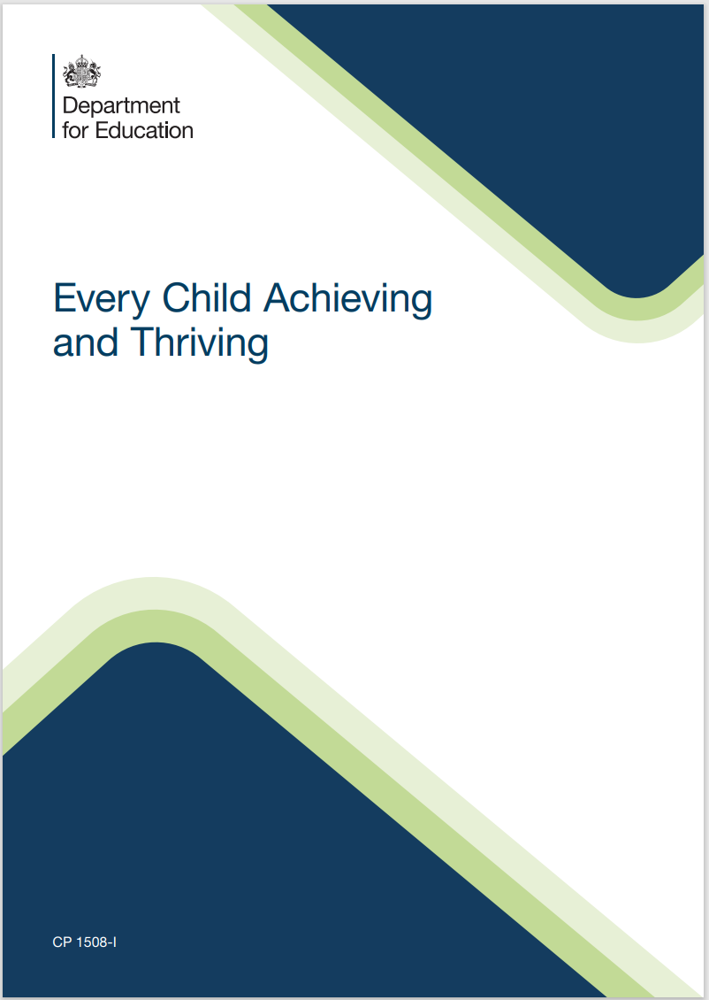 Department
for Education
Every Child Achieving
and Thriving
CP 1508-I